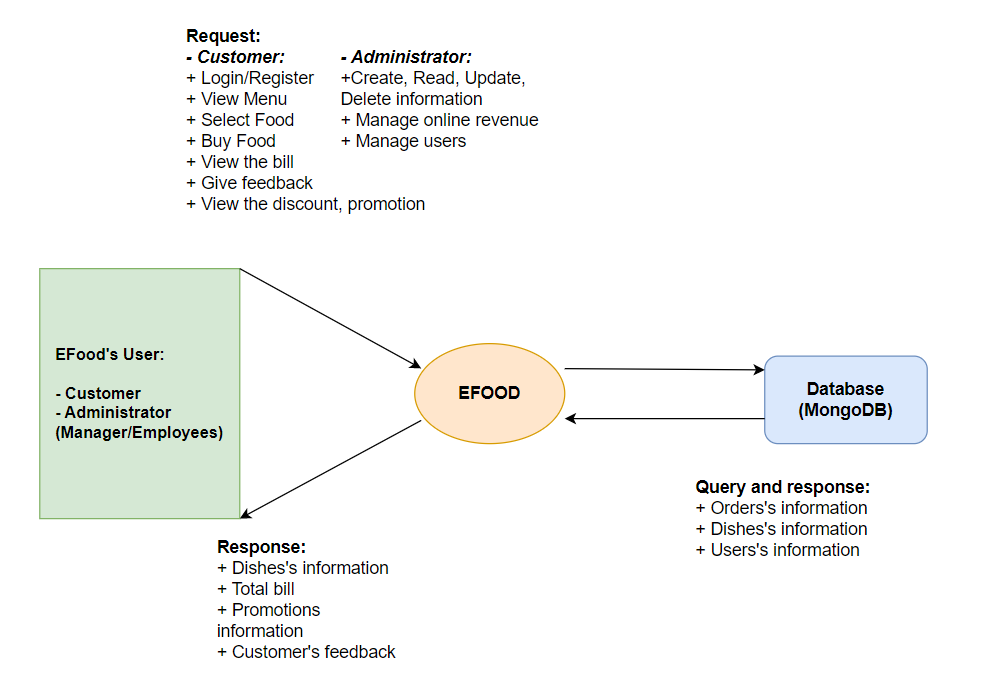 Request:
- Customer:
+ Login/Register
+ View Menu
+ Select Food
+ Buy Food
+ View the bill
+ Give feedback
+ View the discount, promotion
- Administrator:
+Create, Read, Update,
Delete information
+ Manage online revenue
+ Manage users
EFood's User:
- Customer
- Administrator
(Manager/Employees)
EFOOD
Database
(MongoDB)
Query and response:
+ Orders's information
+ Dishes's information
+ Users's information
Response:
+ Dishes's information
+ Total bill
+ Promotions
information
+ Customer's feedback